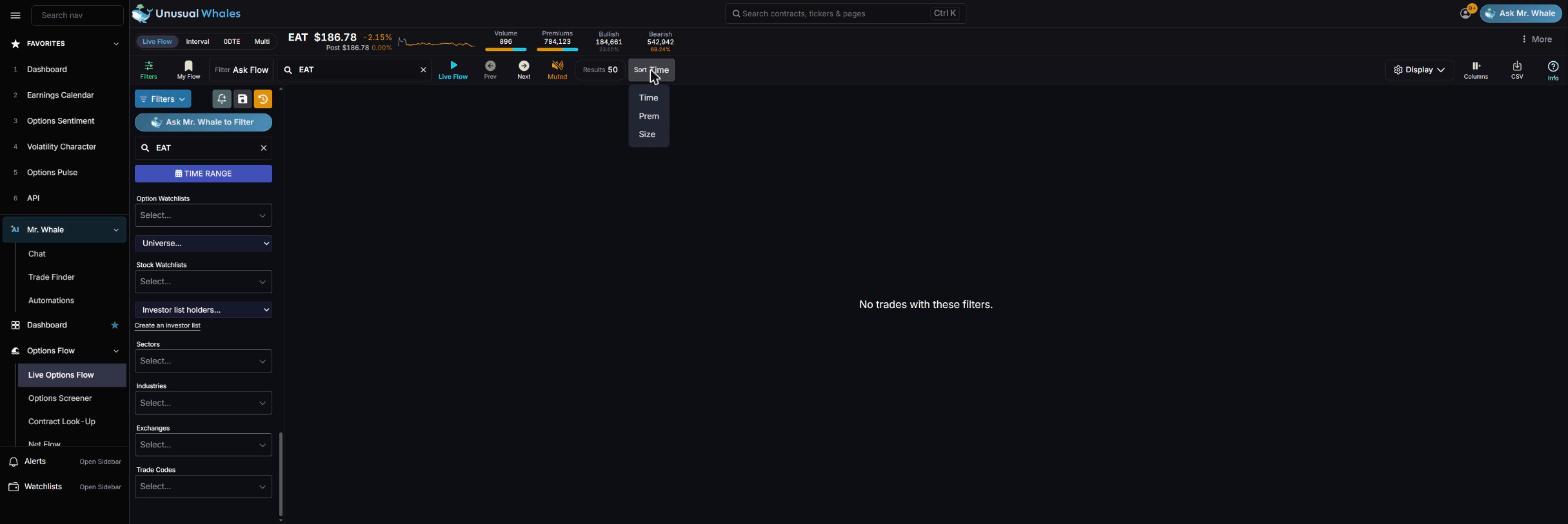 Search nav
Unusual Whales
Search contracts, tickers & pages
Ctrl K
9+
Ask Mr. Whale
FAVORITES
1 Dashboard
2 Earnings Calendar
3 Options Sentiment
4 Volatility Character
5 Options Pulse
6 API
AI Mr. Whale
Chat
Trade Finder
Automations
Dashboard
Options Flow
Live Options Flow
Options Screener
Contract Look-Up
Net Flow
Alerts Open Sidebar
Watchlists Open Sidebar
Live Flow Interval 0DTE Multi
EAT $186.78 -2.15%
Post $186.78 0.00%
Volume
896
Premiums
784,123
Bullish
184,661
Bearish
542,942
69.24%
More
Filters
My Flow
Filter Ask Flow
EAT
Live Flow
Prev
Next
Muted
Results 50
Sort Time
Time
Prem
Size
Display
Columns
CSV
Info
Filters
Ask Mr. Whale to Filter
EAT
TIME RANGE
Option Watchlists
Select...
Universe...
Stock Watchlists
Select...
Investor list holders...
Create an investor list
Sectors
Select...
Industries
Select...
Exchanges
Select...
Trade Codes
Select...
No trades with these filters.